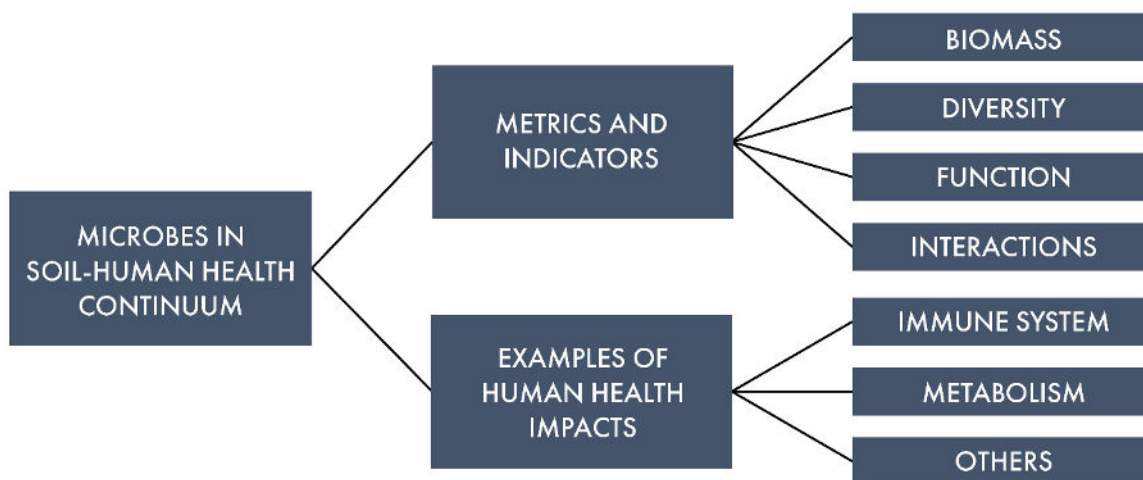 MICROBES IN
SOIL-HUMAN HEALTH
CONTINUUM
METRICS AND
INDICATORS
BIOMASS
DIVERSITY
FUNCTION
INTERACTIONS
EXAMPLES OF
HUMAN HEALTH
IMPACTS
IMMUNE SYSTEM
METABOLISM
OTHERS